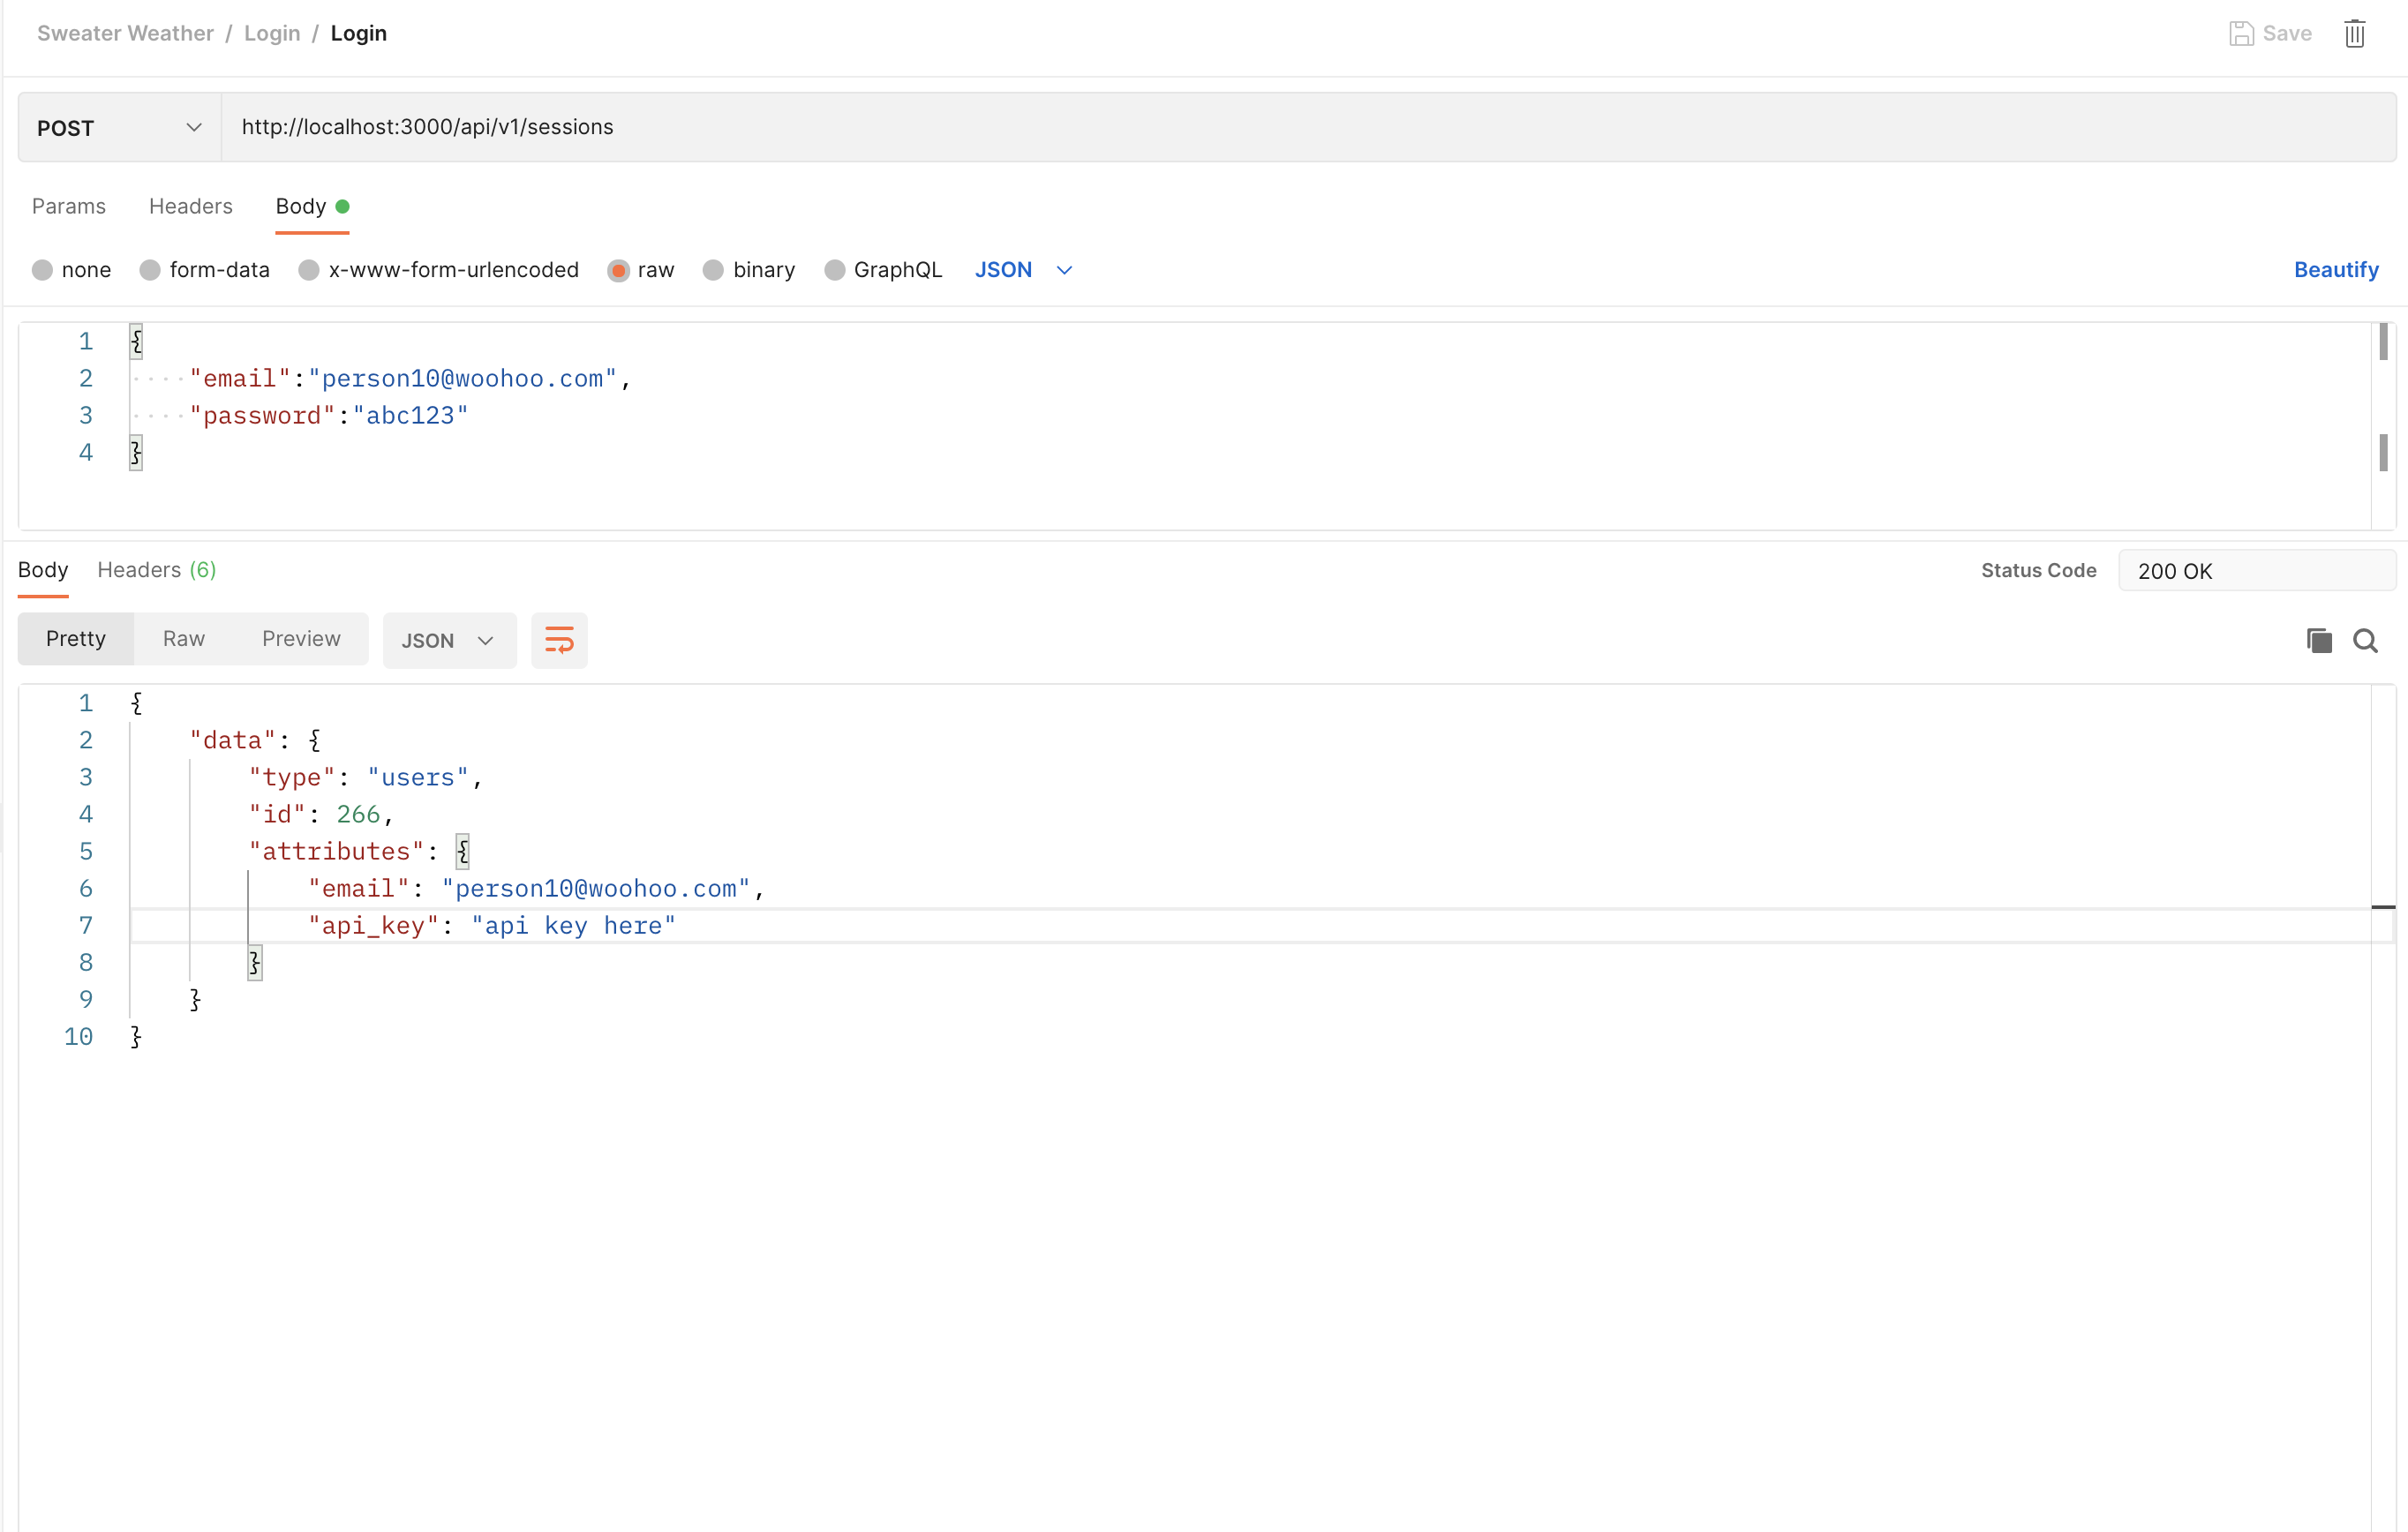 Sweater Weather / Login / Login
Save
POST
http://localhost:3000/api/v1/sessions
Params Headers Body
none form-data x-www-form-urlencoded raw binary GraphQL JSON
Beautify
1 {
2 "email":"person10@woohoo.com",
3 "password":"abc123"
4 }
Body Headers (6)
Status Code 200 OK
Pretty Raw Preview JSON
1 {
2 "data": {
3 "type": "users",
4 "id": 266,
5 "attributes": {
6 "email": "person10@woohoo.com",
7 "api_key": "api key here"
8 }
9 }
10 }